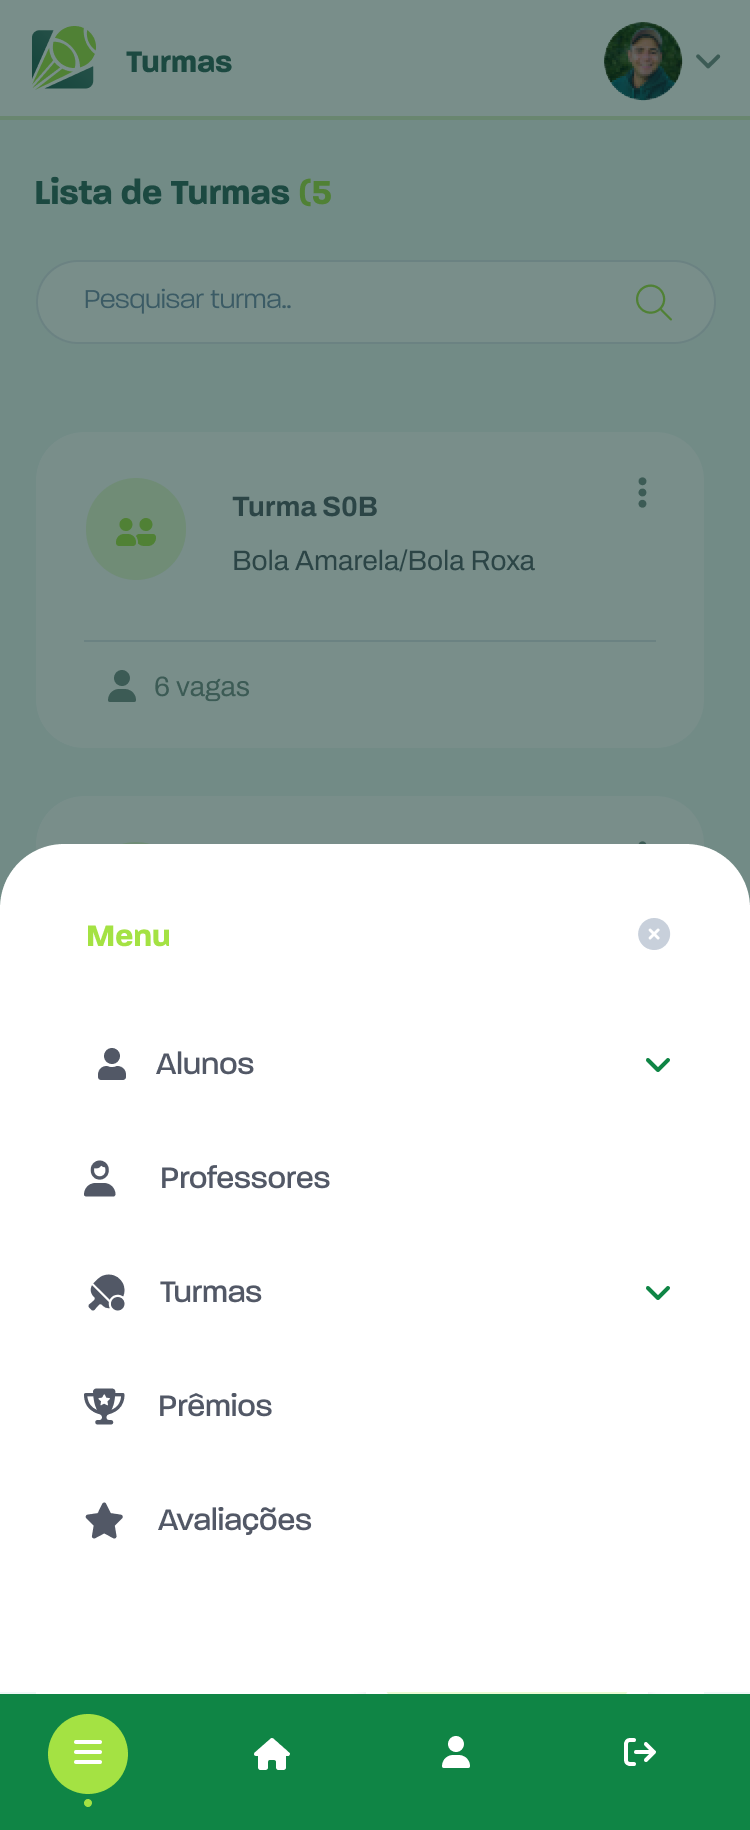 Turmas
Lista de Turmas (5
Pesquisar turma..
Turma S0B
Bola Amarela/Bola Roxa
6 vagas
Menu
Alunos
Professores
Turmas
Prêmios
Avaliações